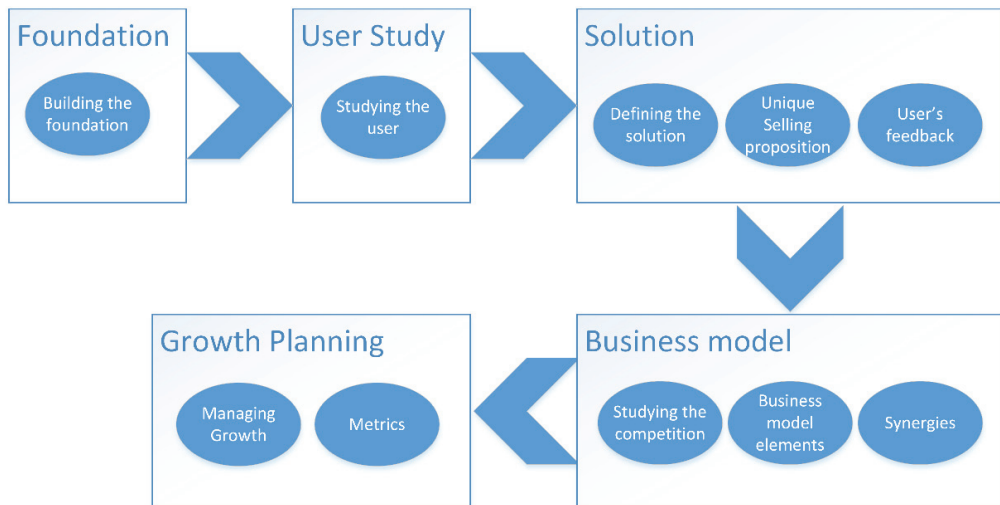 Foundation
Building the
foundation
User Study
Studying the
user
Solution
Defining the
solution
Unique
Selling
proposition
User's
feedback
Business model
Studying the
competition
Business
model
elements
Synergies
Growth Planning
Managing
Growth
Metrics